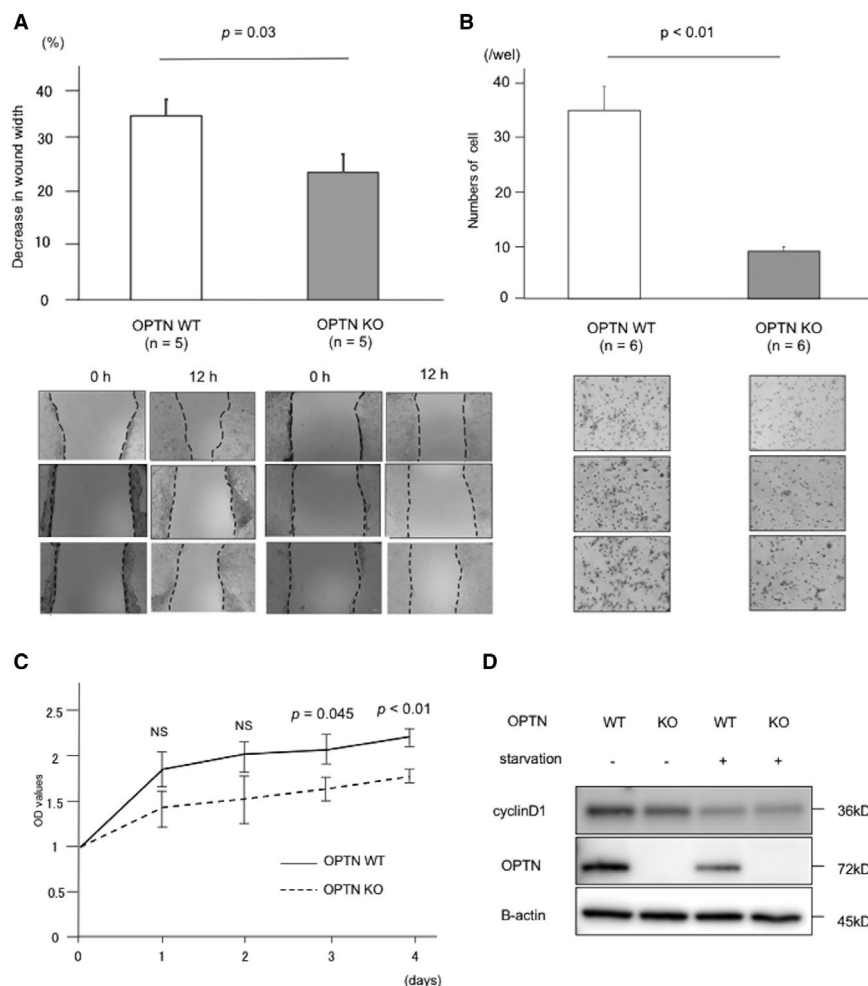 A
p = 0.03
(%)
Decrease in wound width
40
30
20
10
0
OPTN WT
(n = 5)
OPTN KO
(n = 5)
0 h
12 h
0 h
12 h
B
p < 0.01
(/wel)
Numbers of cell
40
30
20
10
0
OPTN WT
(n = 6)
OPTN KO
(n = 6)
C
OD values
2.5
2
1.5
1
0.5
0
NS
NS
p = 0.045
p < 0.01
OPTN WT
OPTN KO
0
1
2
3
4
(days)
D
OPTN WT KO WT KO
starvation - - + +
cyclinD1 36kD
OPTN 72kD
B-actin 45kD